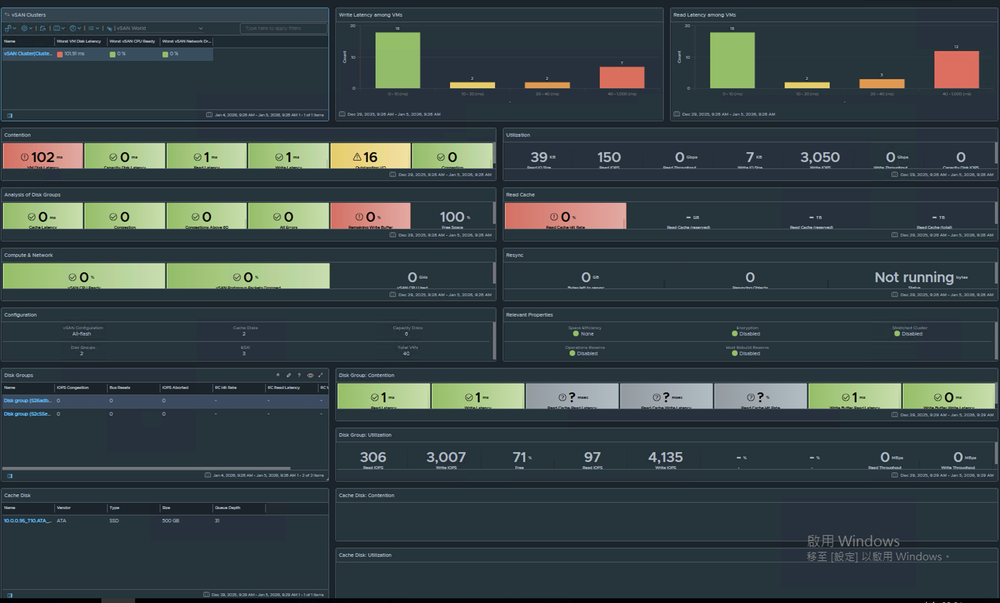 vSAN Clusters
vSAN World
Type here to apply filters
Name Worst VM Disk Latency Worst vSAN CPU Ready Worst vSAN Network Dr...
vSAN Cluster(Cluste... 101.91 ms 0 % 0 %
Jan 4, 2026, 9:28 AM - Jan 5, 2026, 9:28 AM 1 - 1 of 1 items
Write Latency among VMs
Count
20
10
0
18
2
2
7
0 - 10 (ms) 10 - 20 (ms) 20 - 40 (ms) 40 - 1,000 (ms)
Dec 29, 2025, 9:28 AM - Jan 5, 2026, 9:28 AM
Read Latency among VMs
Count
20
10
0
18
2
3
12
0 - 10 (ms) 10 - 20 (ms) 20 - 40 (ms) 40 - 1,000 (ms)
Dec 29, 2025, 9:28 AM - Jan 5, 2026, 9:28 AM
Contention
102 ms 0 ms 1 ms 1 ms 16 0
VM Disk Latency Capacity Disk Latency Read Latency Write Latency Outstanding I/O Congestion
Dec 29, 2025, 9:28 AM - Jan 5, 2026, 9:28 AM
Utilization
39 KB 150 0 Gbps 7 KB 3,050 0 Gbps 0
Read IO Size Read IOPS Read Throughput Write IO Size Write IOPS Write Throughput Capacity Disk IOPS
Dec 29, 2025, 9:28 AM - Jan 5, 2026, 9:28 AM
Analysis of Disk Groups
0 ms 0 0 0 0 % 100 %
Cache Latency Congestion Congestions Above 60 All Errors Remaining Write Buffer Free Space
Dec 29, 2025, 9:28 AM - Jan 5, 2026, 9:28 AM
Read Cache
0 % - GB - TB - TB
Read Cache Hit Rate Read Cache (reserved) Read Cache (reserved) Read Cache (total)
Dec 29, 2025, 9:28 AM - Jan 5, 2026, 9:28 AM
Compute & Network
0 % 0 % 0 GHz
vSAN CPU Ready vSAN Portgroup Packets Dropped vSAN CPU Used
Dec 29, 2025, 9:28 AM - Jan 5, 2026, 9:28 AM
Resync
0 GB 0 Not running bytes
Bytes left to resync Resyncing Objects Status
Dec 29, 2025, 9:28 AM - Jan 5, 2026, 9:28 AM
Configuration
vSAN Configuration Cache Disks Capacity Disks
All-flash 2 6
Disk Groups ESXi Total VMs
2 3 40
Relevant Properties
Space Efficiency Encryption Stretched Cluster
None Disabled Disabled
Operations Reserve Host Rebuild Reserve
Disabled Disabled
Disk Groups
Name IOPS Congestion Bus Resets IOPS Aborted RC Hit Rate RC Read Latency RC
Disk group (526adb... 0 0 0 - - -
Disk group (52c55e... 0 0 0 - - -
Jan 4, 2026, 9:28 AM - Jan 5, 2026, 9:28 AM 1 - 2 of 2 items
Disk Group: Contention
1 ms 1 ms ? msec ? msec ? % 1 ms 0 ms
Read Latency Write Latency Read Cache Read Latency Read Cache Write Latency Read Cache Hit Rate Write Buffer Read Latency Write Buffer Write Latency
Dec 29, 2025, 9:29 AM - Jan 5, 2026, 9:29 AM
Disk Group: Utilization
306 3,007 71 % 97 4,135 - % - % 0 MBps 0 MBps
Read IOPS Write IOPS Free Read IOPS Write IOPS - - Read Throughput Write Throughput
Dec 29, 2025, 9:29 AM - Jan 5, 2026, 9:29 AM
Cache Disk
Name Vendor Type Size Queue Depth
10.0.0.95_T10.ATA_... ATA SSD 500 GB 31
Dec 29, 2025, 9:29 AM - Jan 5, 2026, 9:29 AM 1 - 1 of 1 items
Cache Disk: Contention
Cache Disk: Utilization
啟用 Windows
移至 [設定] 以啟用 Windows。